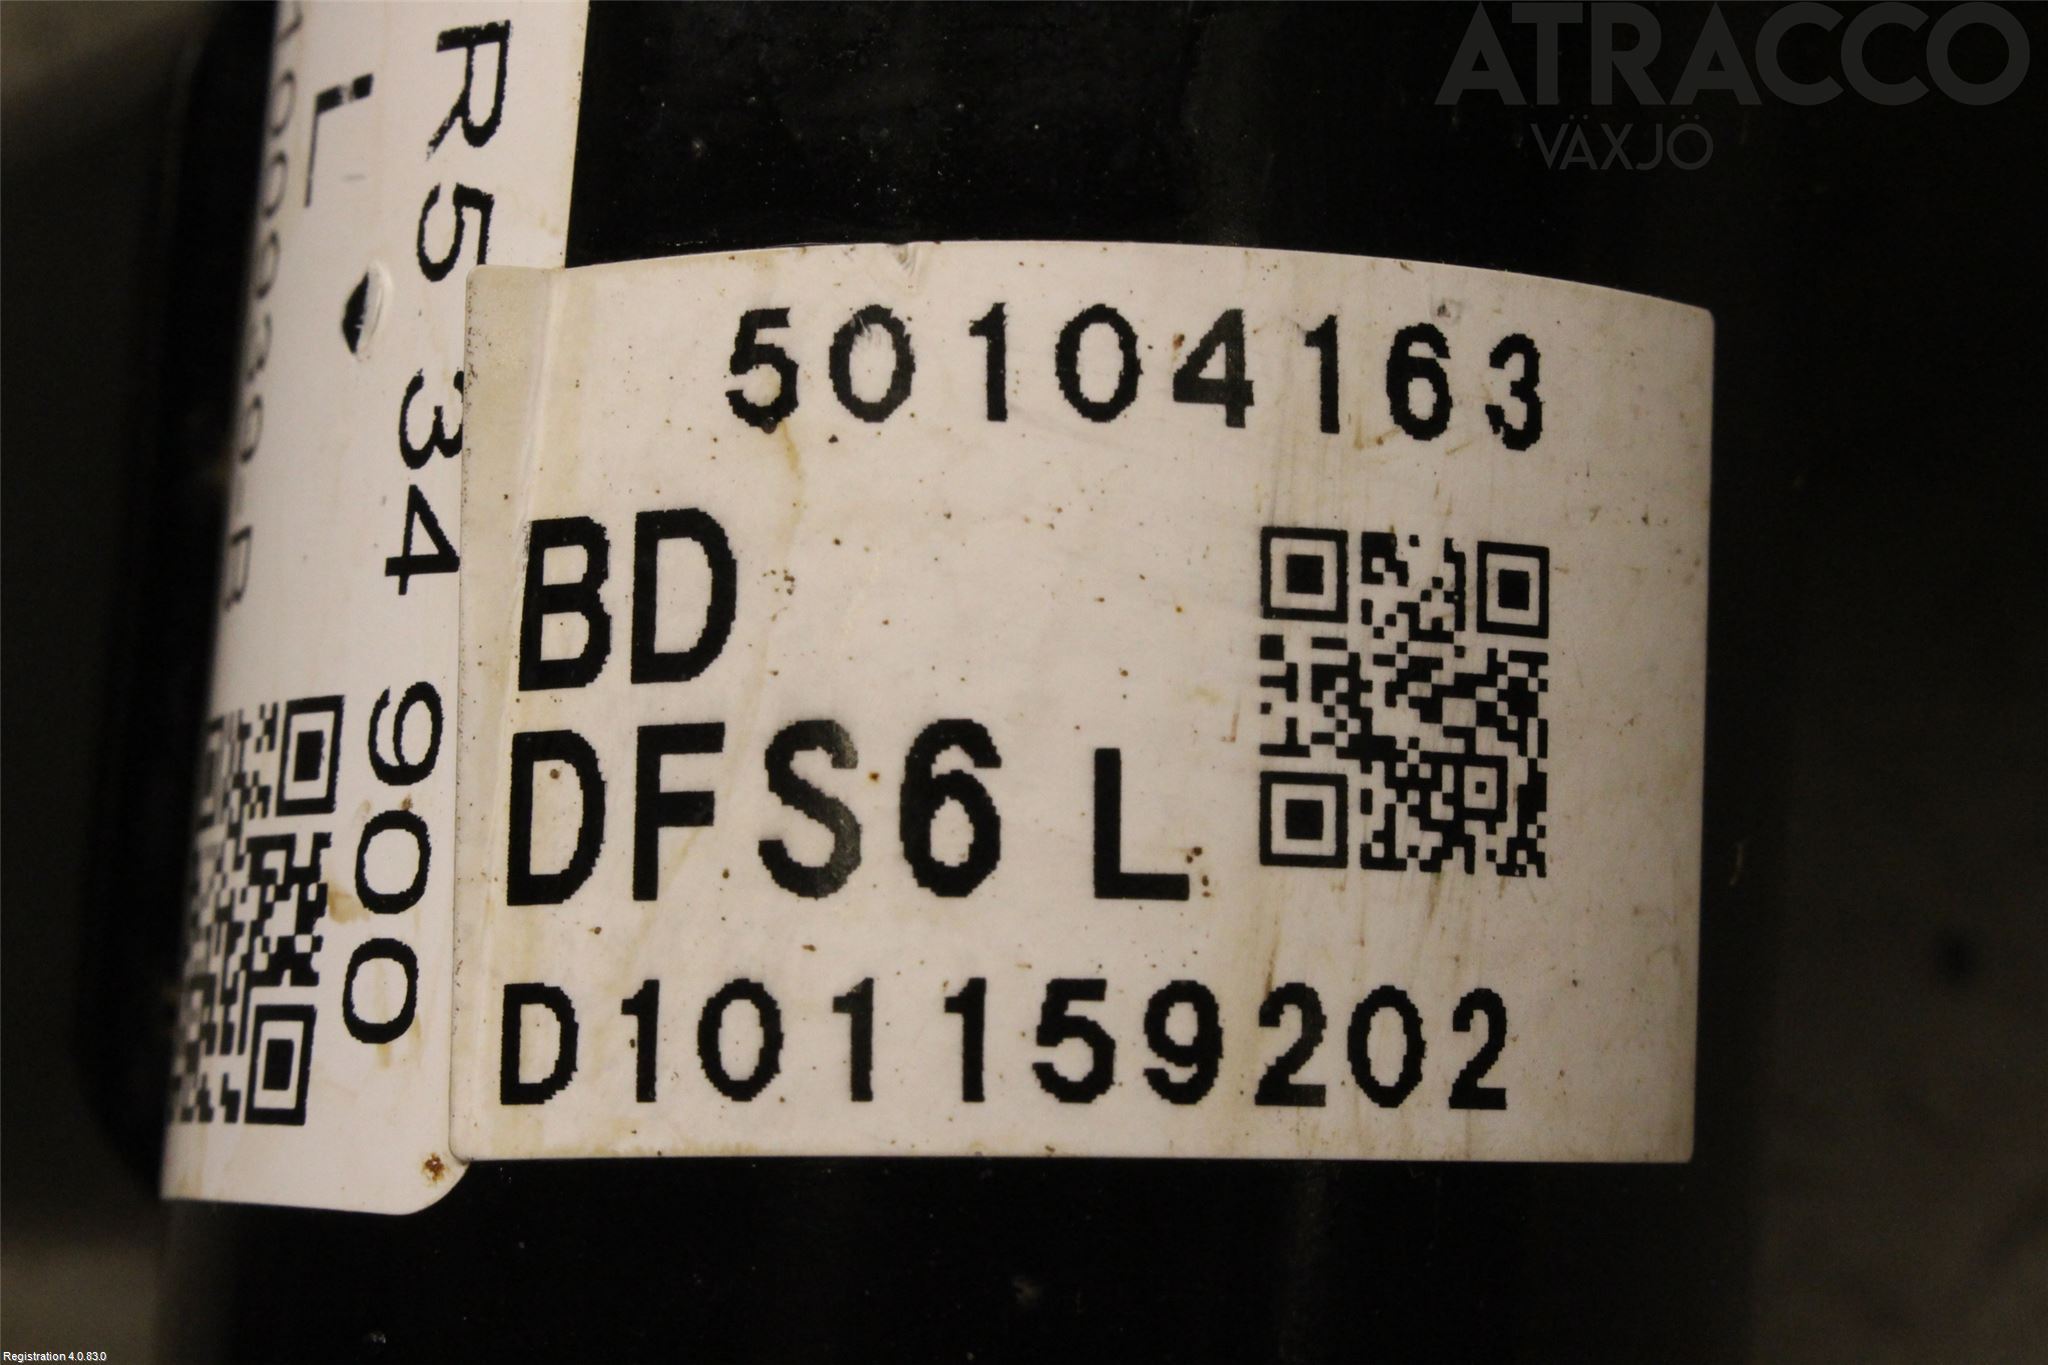 ATRACCO
VÄXJÖ
R5 34 900
L
50104163
BD
DFS6 L
D101159202
Registration 4.0.83.0